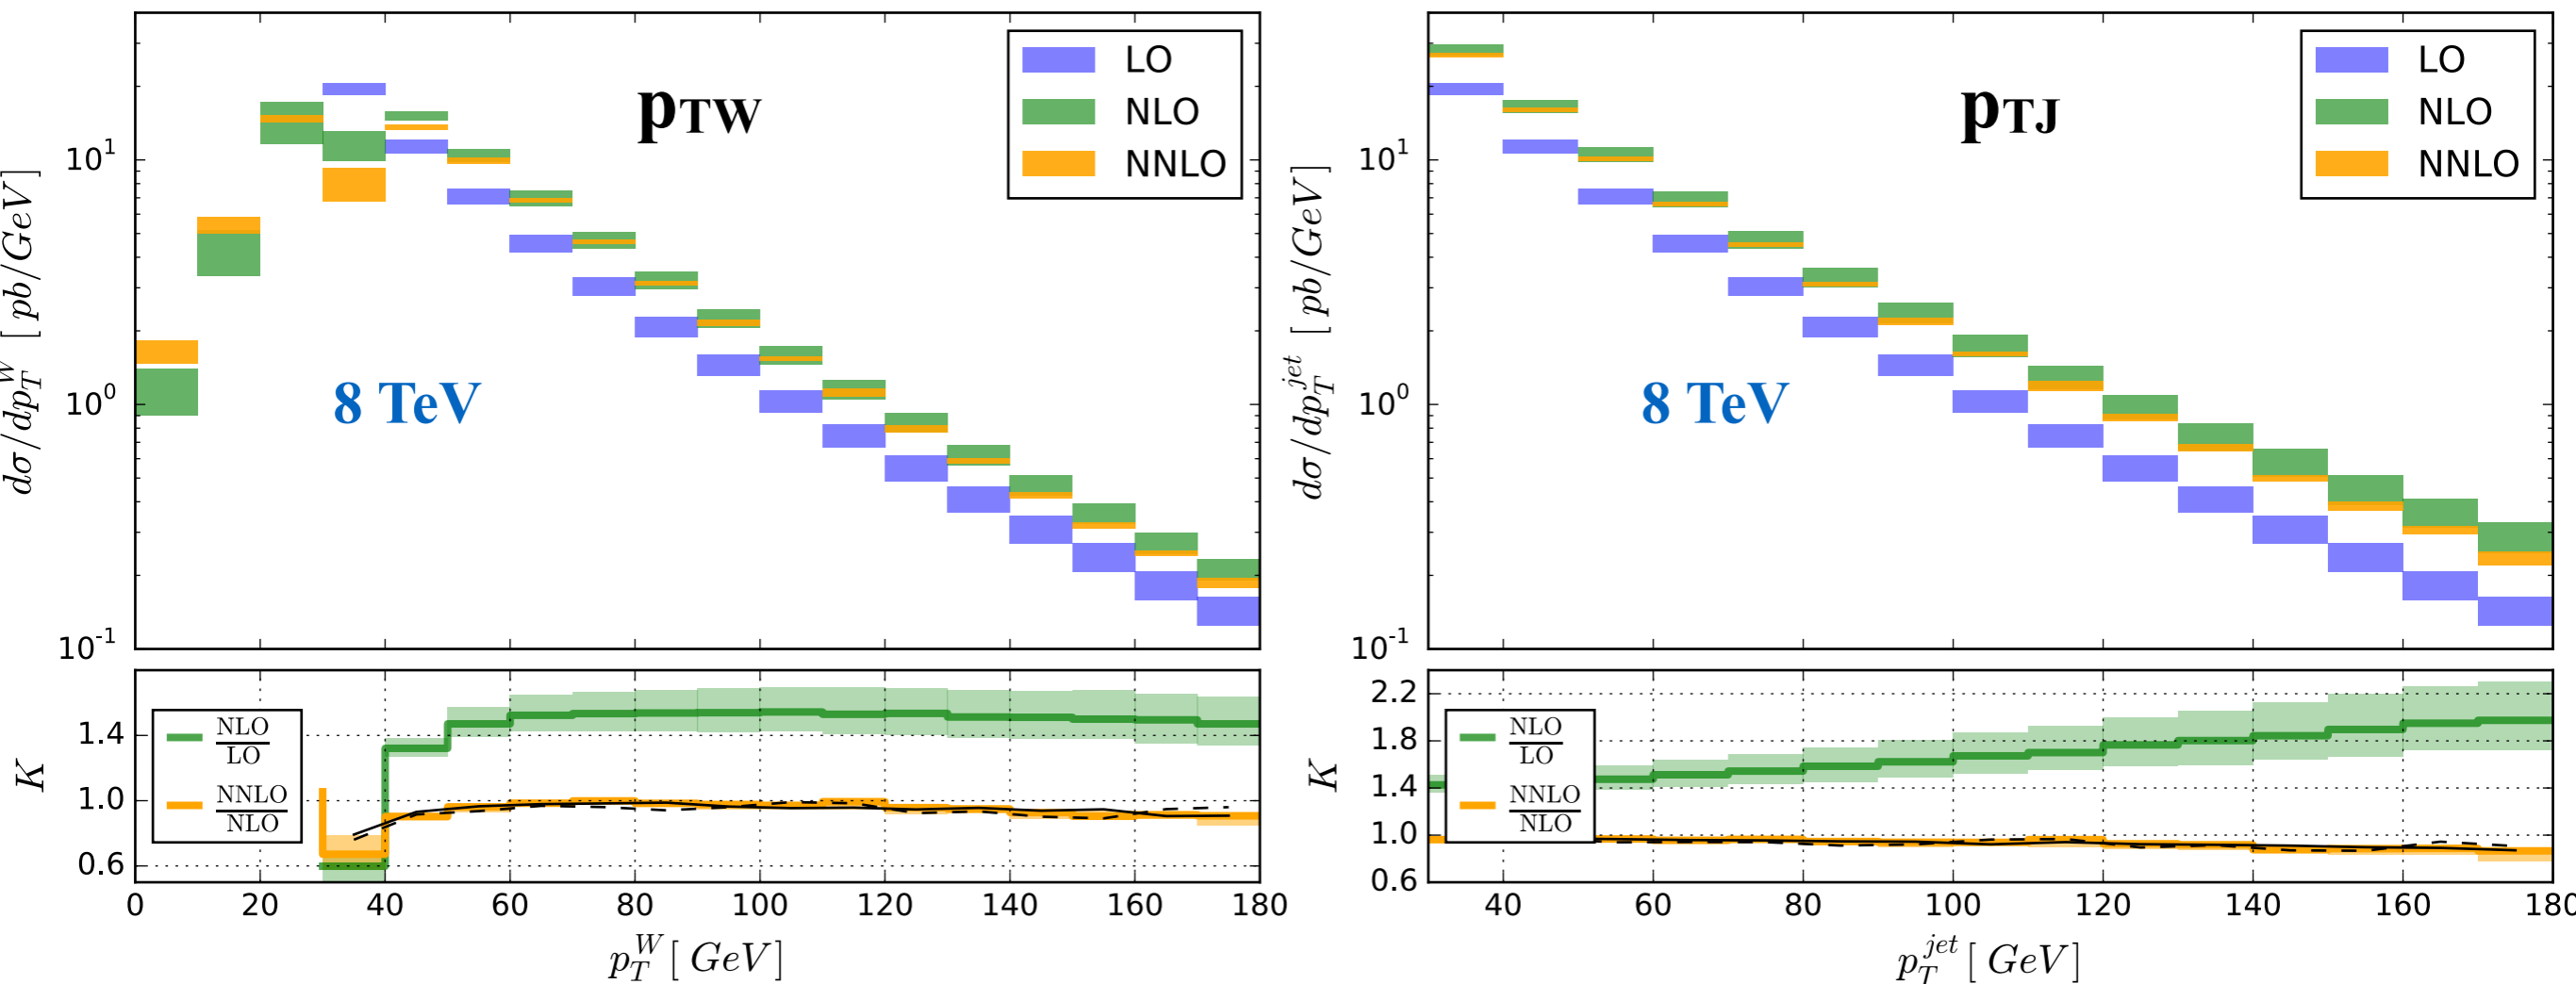 dσ/dp_T^W [pb/GeV]
10^1
10^0
10^-1
p_TW
8 TeV
LO
NLO
NNLO
K
1.4
1.0
0.6
NLO/LO
NNLO/NLO
0 20 40 60 80 100 120 140 160 180
p_T^W [GeV]
dσ/dp_T^jet [pb/GeV]
10^1
10^0
10^-1
p_TJ
8 TeV
LO
NLO
NNLO
K
2.2
1.8
1.4
1.0
0.6
NLO/LO
NNLO/NLO
40 60 80 100 120 140 160 180
p_T^jet [GeV]